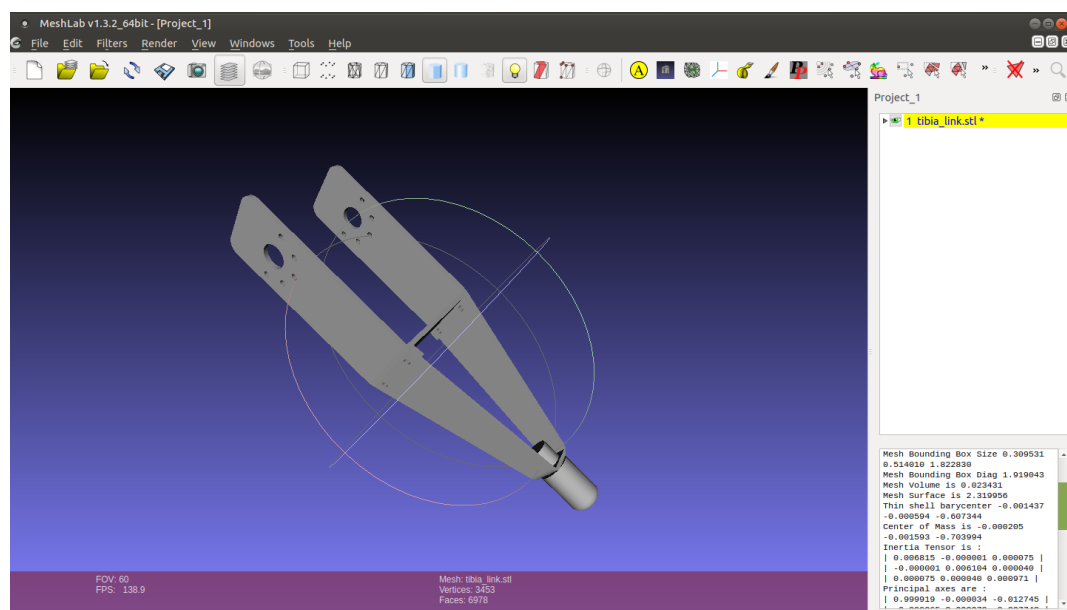 MeshLab v1.3.2_64bit - [Project_1]
File Edit Filters Render View Windows Tools Help
Project_1
1 tibia_link.stl *
Mesh Bounding Box Size 0.309531
0.514010 1.822830
Mesh Bounding Box Diag 1.919043
Mesh Volume is 0.023431
Mesh Surface is 2.319956
Thin shell barycenter -0.001437
-0.000594 -0.607344
Center of Mass is -0.000205
-0.001593 -0.703994
Inertia Tensor is :
| 0.006815 -0.000001 0.000075 |
| -0.000001 0.006104 0.000040 |
| 0.000075 0.000040 0.000971 |
Principal axes are :
| 0.999919 -0.000034 -0.012745 |
FOV: 60
FPS: 138.9
Mesh: tibia_link.stl
Vertices: 3453
Faces: 6978